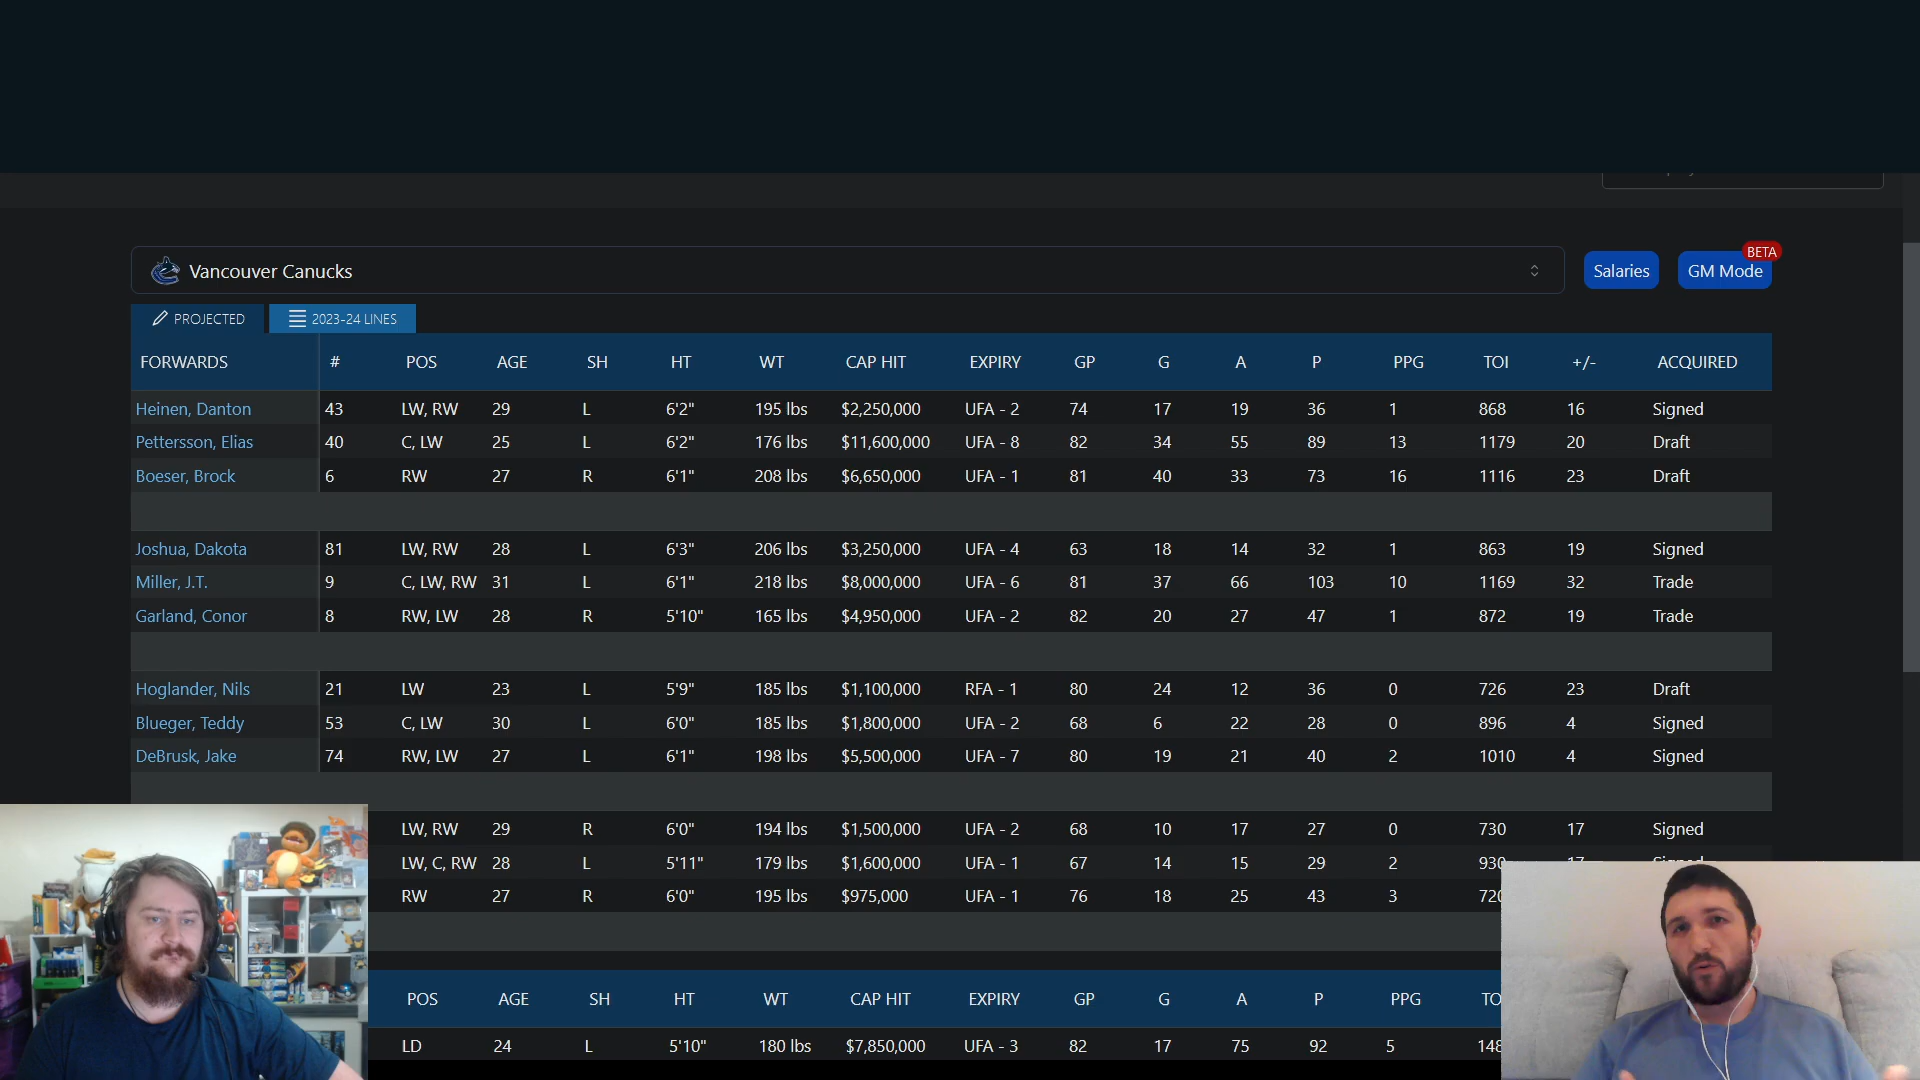 BETA
Vancouver Canucks
Salaries
GM Mode
PROJECTED
2023-24 LINES
FORWARDS # POS AGE SH HT WT CAP HIT EXPIRY GP G A P PPG TOI +/- ACQUIRED
Heinen, Danton 43 LW, RW 29 L 6'2" 195 lbs $2,250,000 UFA - 2 74 17 19 36 1 868 16 Signed
Pettersson, Elias 40 C, LW 25 L 6'2" 176 lbs $11,600,000 UFA - 8 82 34 55 89 13 1179 20 Draft
Boeser, Brock 6 RW 27 R 6'1" 208 lbs $6,650,000 UFA - 1 81 40 33 73 16 1116 23 Draft
Joshua, Dakota 81 LW, RW 28 L 6'3" 206 lbs $3,250,000 UFA - 4 63 18 14 32 1 863 19 Signed
Miller, J.T. 9 C, LW, RW 31 L 6'1" 218 lbs $8,000,000 UFA - 6 81 37 66 103 10 1169 32 Trade
Garland, Conor 8 RW, LW 28 R 5'10" 165 lbs $4,950,000 UFA - 2 82 20 27 47 1 872 19 Trade
Hoglander, Nils 21 LW 23 L 5'9" 185 lbs $1,100,000 RFA - 1 80 24 12 36 0 726 23 Draft
Blueger, Teddy 53 C, LW 30 L 6'0" 185 lbs $1,800,000 UFA - 2 68 6 22 28 0 896 4 Signed
DeBrusk, Jake 74 RW, LW 27 L 6'1" 198 lbs $5,500,000 UFA - 7 80 19 21 40 2 1010 4 Signed
LW, RW 29 R 6'0" 194 lbs $1,500,000 UFA - 2 68 10 17 27 0 730 17 Signed
LW, C, RW 28 L 5'11" 179 lbs $1,600,000 UFA - 1 67 14 15 29 2 930 17 Signed
RW 27 R 6'0" 195 lbs $975,000 UFA - 1 76 18 25 43 3 720
POS AGE SH HT WT CAP HIT EXPIRY GP G A P PPG TO
LD 24 L 5'10" 180 lbs $7,850,000 UFA - 3 82 17 75 92 5 148